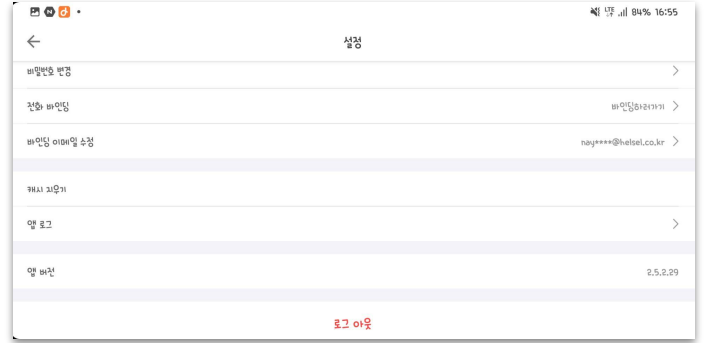 LTE 84% 16:55
설정
비밀번호 변경
전화 바인딩 바인딩하러가기
바인딩 이메일 수정 nay****@helsel.co.kr
캐시 지우기
앱 로그
앱 버전 2.5.2.29
로그 아웃